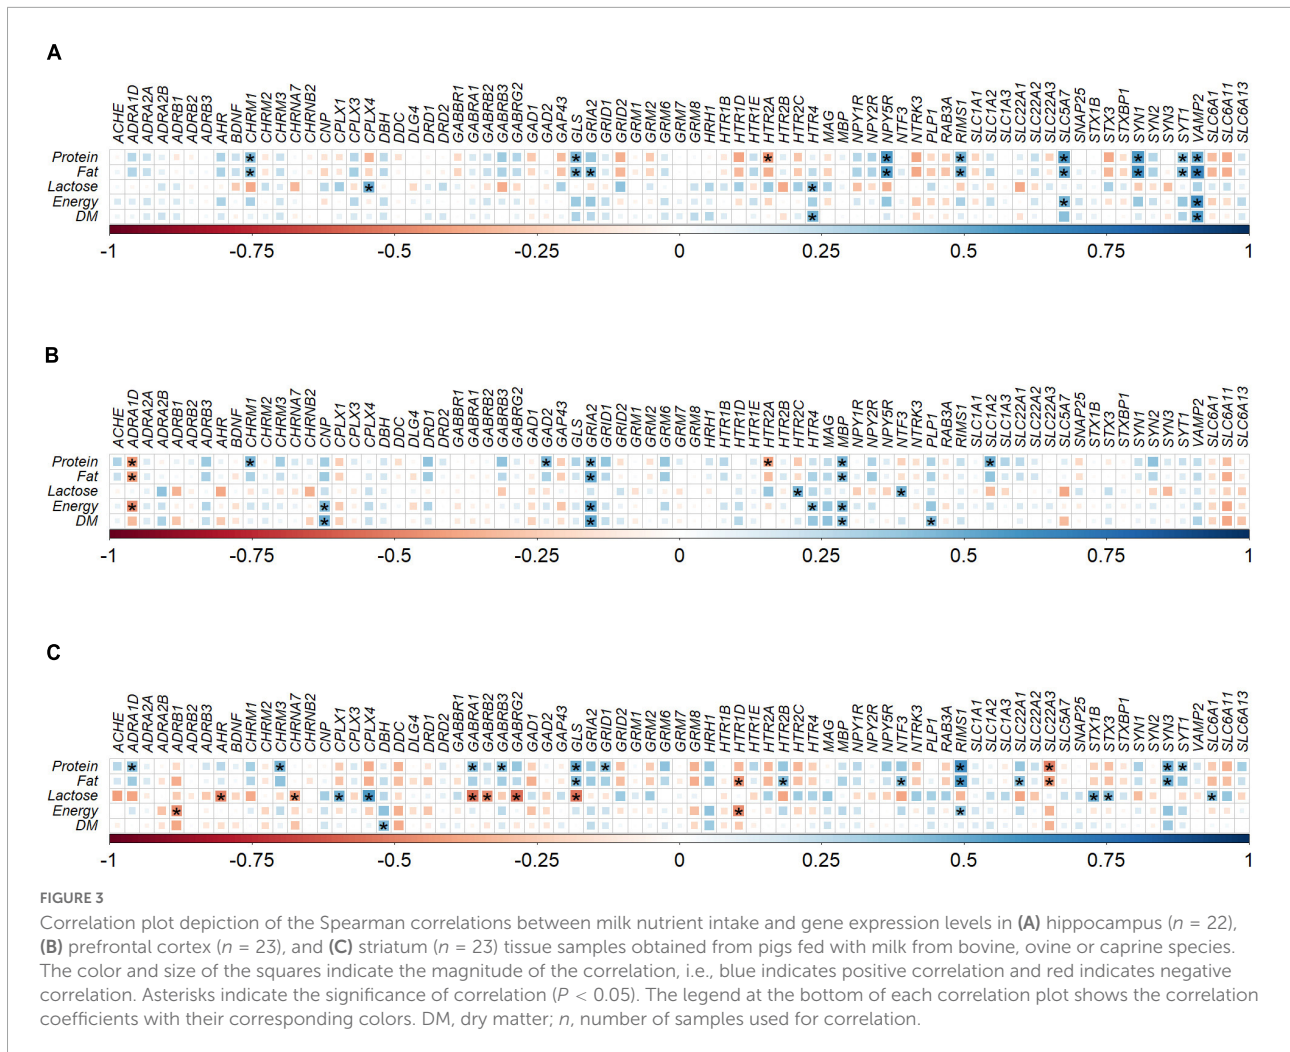 A
ACHE ADRA1D ADRA2A ADRA2B ADRB1 ADRB2 ADRB3 AHR BDNF CHRM1 CHRM2 CHRM3 CHRNA7 CHRNB2 CNP CPLX1 CPLX3 CPLX4 DBH DDC DLG4 DRD1 DRD2 GABBR1 GABRA1 GABRB2 GABRB3 GABRG2 GAD1 GAD2 GAP43 GLS GRIA2 GRID1 GRID2 GRM1 GRM2 GRM6 GRM7 GRM8 HRH1 HTR1B HTR1D HTR1E HTR2A HTR2B HTR2C HTR4 MAG MBP NPY1R NPY2R NPY5R NTF3 NTRK3 PLP1 RAB3A RIMS1 SLC1A1 SLC1A2 SLC1A3 SLC22A1 SLC22A2 SLC22A3 SLC5A7 SNAP25 STX1B STX3 STXBP1 SYN1 SYN2 SYN3 SYT1 VAMP2 SLC6A1 SLC6A11 SLC6A13
Protein
Fat
Lactose
Energy
DM
-1 -0.75 -0.5 -0.25 0 0.25 0.5 0.75 1
B
ACHE ADRA1D ADRA2A ADRA2B ADRB1 ADRB2 ADRB3 AHR BDNF CHRM1 CHRM2 CHRM3 CHRNA7 CHRNB2 CNP CPLX1 CPLX3 CPLX4 DBH DDC DLG4 DRD1 DRD2 GABBR1 GABRA1 GABRB2 GABRB3 GABRG2 GAD1 GAD2 GAP43 GLS GRIA2 GRID1 GRID2 GRM1 GRM2 GRM6 GRM7 GRM8 HRH1 HTR1B HTR1D HTR1E HTR2A HTR2B HTR2C HTR4 MAG MBP NPY1R NPY2R NPY5R NTF3 NTRK3 PLP1 RAB3A RIMS1 SLC1A1 SLC1A2 SLC1A3 SLC22A1 SLC22A2 SLC22A3 SLC5A7 SNAP25 STX1B STX3 STXBP1 SYN1 SYN2 SYN3 SYT1 VAMP2 SLC6A1 SLC6A11 SLC6A13
Protein
Fat
Lactose
Energy
DM
-1 -0.75 -0.5 -0.25 0 0.25 0.5 0.75 1
C
ACHE ADRA1D ADRA2A ADRA2B ADRB1 ADRB2 ADRB3 AHR BDNF CHRM1 CHRM2 CHRM3 CHRNA7 CHRNB2 CNP CPLX1 CPLX3 CPLX4 DBH DDC DLG4 DRD1 DRD2 GABBR1 GABRA1 GABRB2 GABRB3 GABRG2 GAD1 GAD2 GAP43 GLS GRIA2 GRID1 GRID2 GRM1 GRM2 GRM6 GRM7 GRM8 HRH1 HTR1B HTR1D HTR1E HTR2A HTR2B HTR2C HTR4 MAG MBP NPY1R NPY2R NPY5R NTF3 NTRK3 PLP1 RAB3A RIMS1 SLC1A1 SLC1A2 SLC1A3 SLC22A1 SLC22A2 SLC22A3 SLC5A7 SNAP25 STX1B STX3 STXBP1 SYN1 SYN2 SYN3 SYT1 VAMP2 SLC6A1 SLC6A11 SLC6A13
Protein
Fat
Lactose
Energy
DM
-1 -0.75 -0.5 -0.25 0 0.25 0.5 0.75 1
FIGURE 3
Correlation plot depiction of the Spearman correlations between milk nutrient intake and gene expression levels in (A) hippocampus (n = 22),
(B) prefrontal cortex (n = 23), and (C) striatum (n = 23) tissue samples obtained from pigs fed with milk from bovine, ovine or caprine species.
The color and size of the squares indicate the magnitude of the correlation, i.e., blue indicates positive correlation and red indicates negative
correlation. Asterisks indicate the significance of correlation (P < 0.05). The legend at the bottom of each correlation plot shows the correlation
coefficients with their corresponding colors. DM, dry matter; n, number of samples used for correlation.